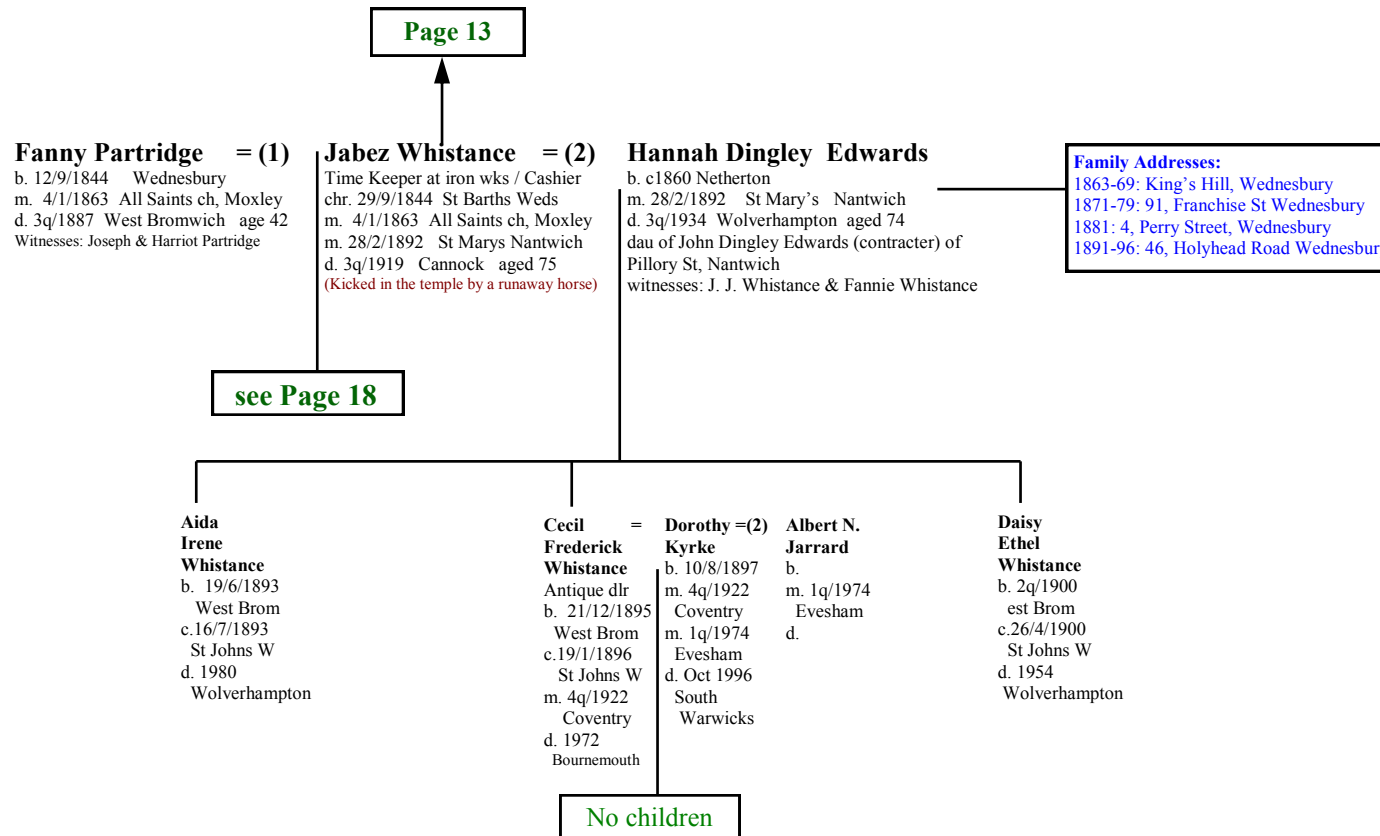 Page 13
Fanny Partridge = (1)
b. 12/9/1844 Wednesbury
m. 4/1/1863 All Saints ch, Moxley
d. 3q/1887 West Bromwich age 42
Witnesses: Joseph & Harriot Partridge
Jabez Whistance = (2)
Time Keeper at iron wks / Cashier
chr. 29/9/1844 St Barths Weds
m. 4/1/1863 All Saints ch, Moxley
m. 28/2/1892 St Marys Nantwich
d. 3q/1919 Cannock aged 75
(Kicked in the temple by a runaway horse)
Hannah Dingley Edwards
b. c1860 Netherton
m. 28/2/1892 St Mary's Nantwich
d. 3q/1934 Wolverhampton aged 74
dau of John Dingley Edwards (contracter) of
Pillory St, Nantwich
witnesses: J. J. Whistance & Fannie Whistance
Family Addresses:
1863-69: King's Hill, Wednesbury
1871-79: 91, Franchise St Wednesbury
1881: 4, Perry Street, Wednesbury
1891-96: 46, Holyhead Road Wednesbur
see Page 18
Aida
Irene
Whistance
b. 19/6/1893
West Brom
c.16/7/1893
St Johns W
d. 1980
Wolverhampton
Cecil =
Frederick
Whistance
Antique dlr
b. 21/12/1895
West Brom
c.19/1/1896
St Johns W
m. 4q/1922
Coventry
d. 1972
Bournemouth
Dorothy =(2)
Kyrke
b. 10/8/1897
m. 4q/1922
Coventry
m. 1q/1974
Evesham
d. Oct 1996
South
Warwicks
Albert N.
Jarrard
b.
m. 1q/1974
Evesham
d.
Daisy
Ethel
Whistance
b. 2q/1900
est Brom
c.26/4/1900
St Johns W
d. 1954
Wolverhampton
No children